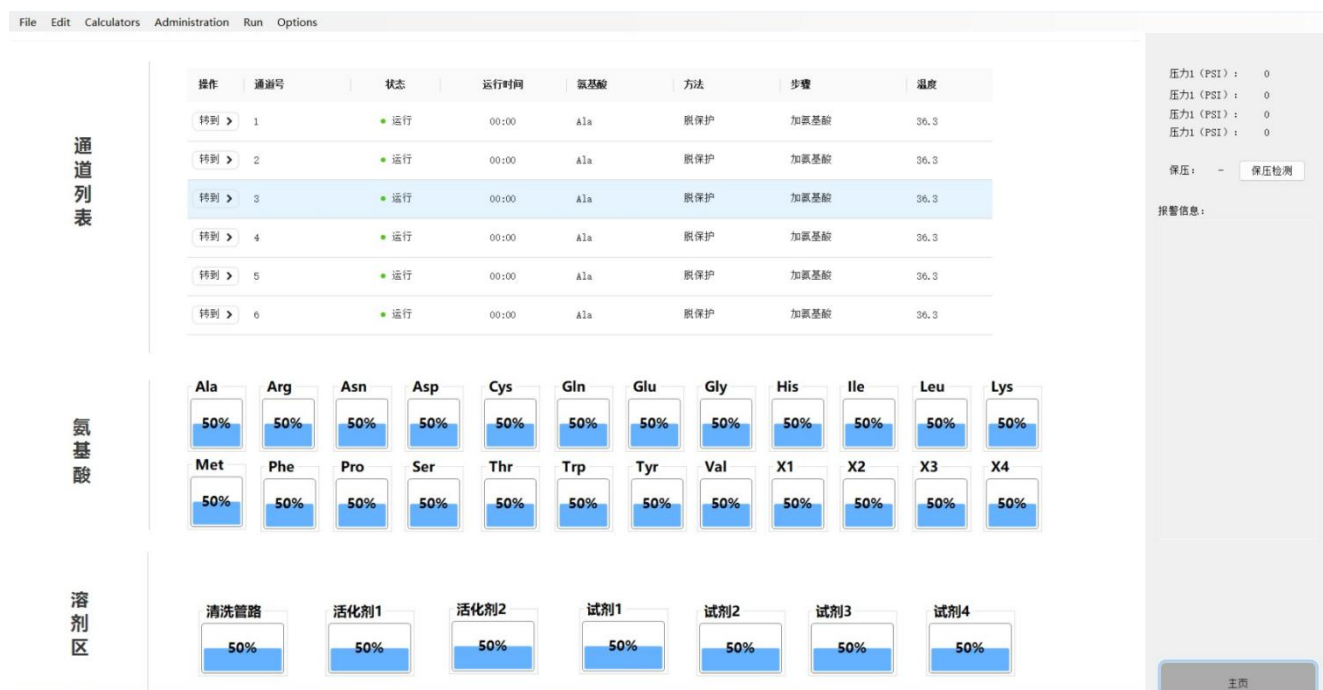 File Edit Calculators Administration Run Options
通道列表
操作 通道号 状态 运行时间 氨基酸 方法 步骤 温度
转到 > 1 运行 00:00 Ala 脱保护 加氨基酸 36.3
转到 > 2 运行 00:00 Ala 脱保护 加氨基酸 36.3
转到 > 3 运行 00:00 Ala 脱保护 加氨基酸 36.3
转到 > 4 运行 00:00 Ala 脱保护 加氨基酸 36.3
转到 > 5 运行 00:00 Ala 脱保护 加氨基酸 36.3
转到 > 6 运行 00:00 Ala 脱保护 加氨基酸 36.3
氨基酸
Ala Arg Asn Asp Cys Gln Glu Gly His Ile Leu Lys
50% 50% 50% 50% 50% 50% 50% 50% 50% 50% 50% 50%
Met Phe Pro Ser Thr Trp Tyr Val X1 X2 X3 X4
50% 50% 50% 50% 50% 50% 50% 50% 50% 50% 50% 50%
溶剂区
清洗管路 活化剂1 活化剂2 试剂1 试剂2 试剂3 试剂4
50% 50% 50% 50% 50% 50% 50%
压力1（PSI）： 0
压力1（PSI）： 0
压力1（PSI）： 0
压力1（PSI）： 0
保压： - 保压检测
报警信息：
主页